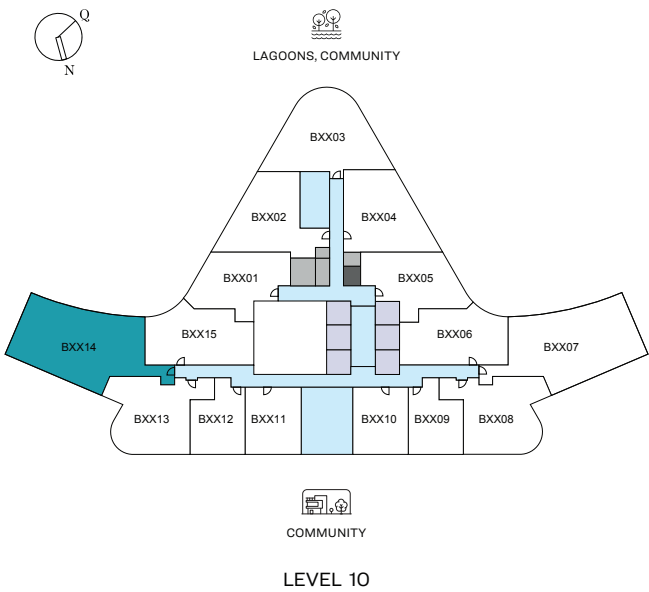 Q
N
LAGOONS, COMMUNITY
BXX03
BXX02
BXX04
BXX01
BXX05
BXX15
BXX06
BXX14
BXX07
BXX13
BXX12
BXX11
BXX10
BXX09
BXX08
COMMUNITY
LEVEL 10